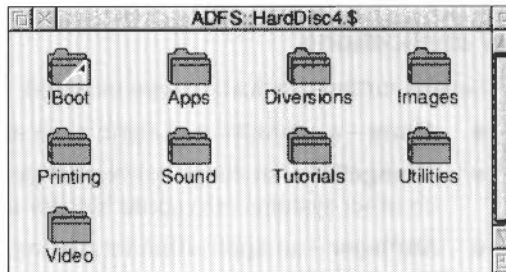 ADFS::HardDisc4.$
!Boot Apps Diversions Images
Printing Sound Tutorials Utilities
Video